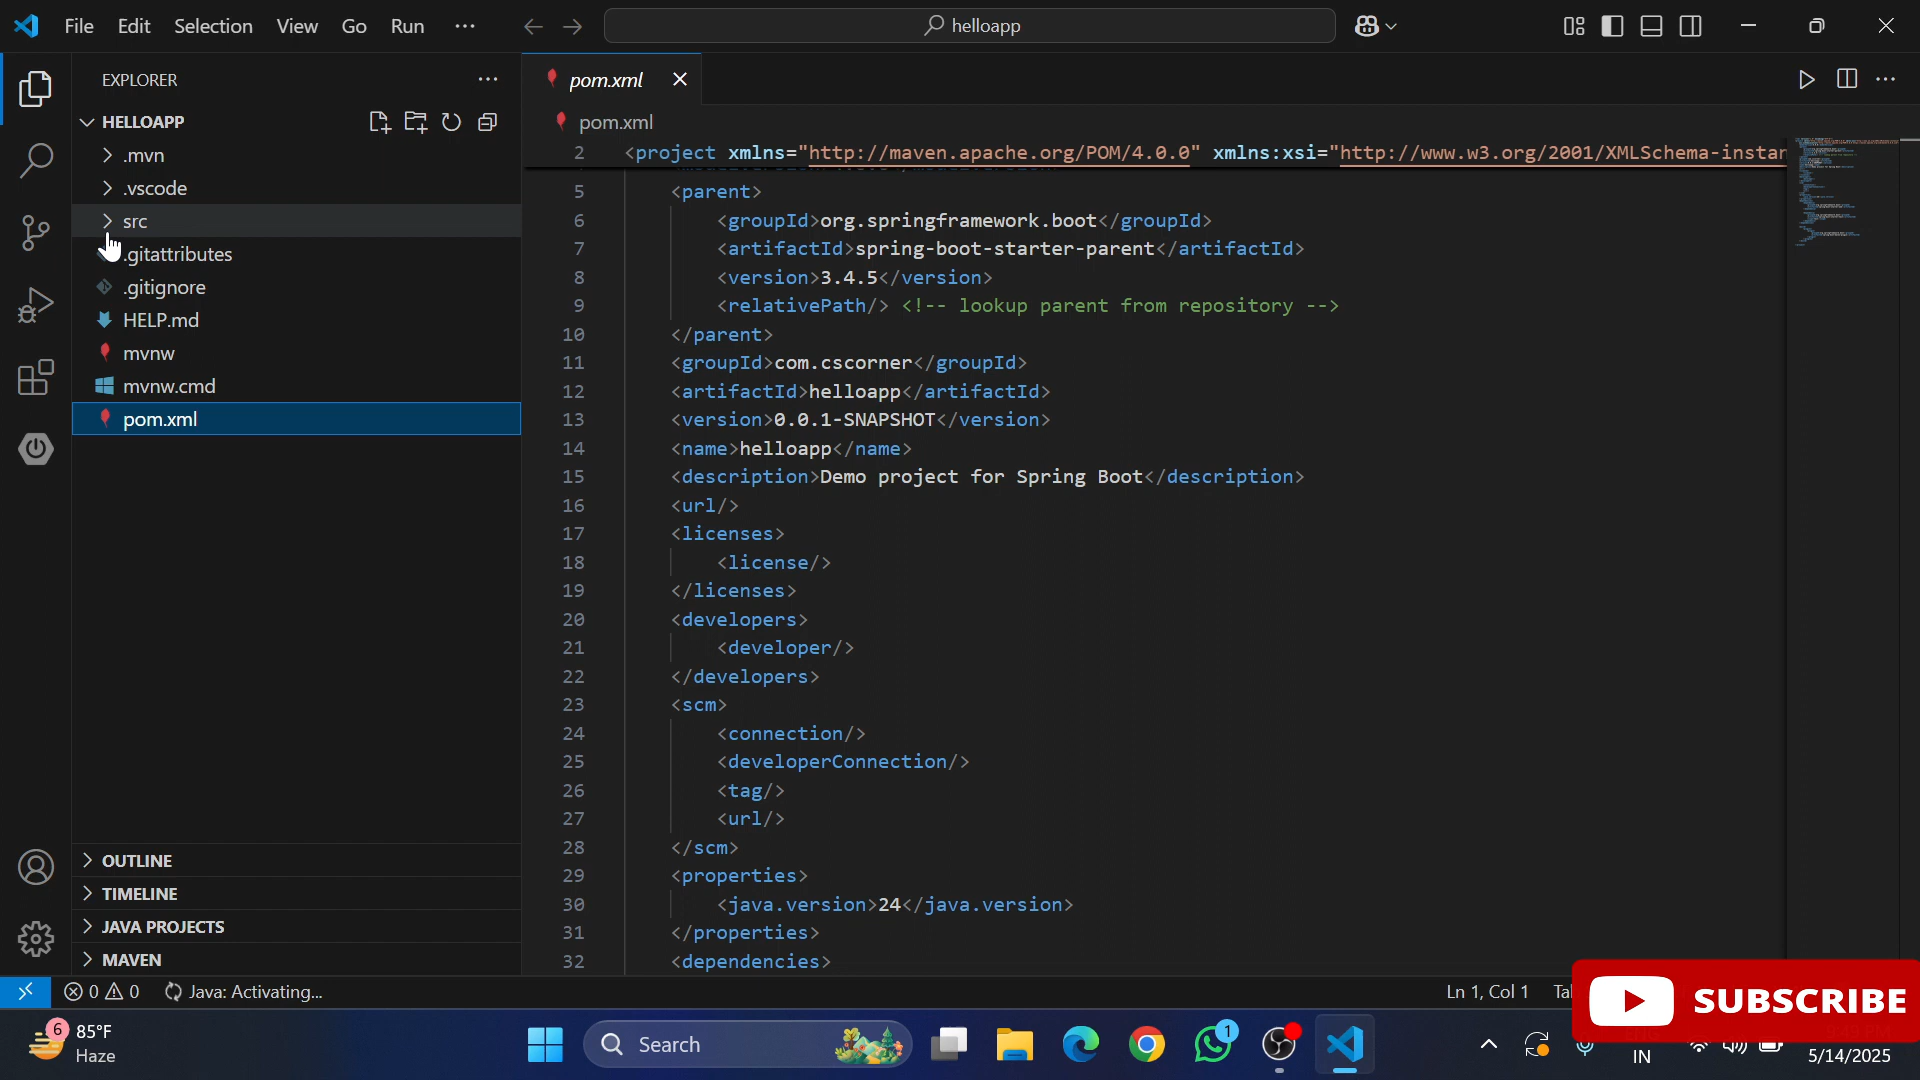 File Edit Selection View Go Run ··· helloapp
EXPLORER
HELLOAPP
.mvn
.vscode
src
.gitattributes
.gitignore
HELP.md
mvnw
mvnw.cmd
pom.xml
OUTLINE
TIMELINE
JAVA PROJECTS
MAVEN
pom.xml
pom.xml
2 <project xmlns="http://maven.apache.org/POM/4.0.0" xmlns:xsi="http://www.w3.org/2001/XMLSchema-instan
5 <parent>
6 <groupId>org.springframework.boot</groupId>
7 <artifactId>spring-boot-starter-parent</artifactId>
8 <version>3.4.5</version>
9 <relativePath/> <!-- lookup parent from repository -->
10 </parent>
11 <groupId>com.cscorner</groupId>
12 <artifactId>helloapp</artifactId>
13 <version>0.0.1-SNAPSHOT</version>
14 <name>helloapp</name>
15 <description>Demo project for Spring Boot</description>
16 <url/>
17 <licenses>
18 <license/>
19 </licenses>
20 <developers>
21 <developer/>
22 </developers>
23 <scm>
24 <connection/>
25 <developerConnection/>
26 <tag/>
27 <url/>
28 </scm>
29 <properties>
30 <java.version>24</java.version>
31 </properties>
32 <dependencies>
0 0 Java: Activating...
Ln 1, Col 1
SUBSCRIBE
6 85°F
Haze
Search
1
IN
5/14/2025